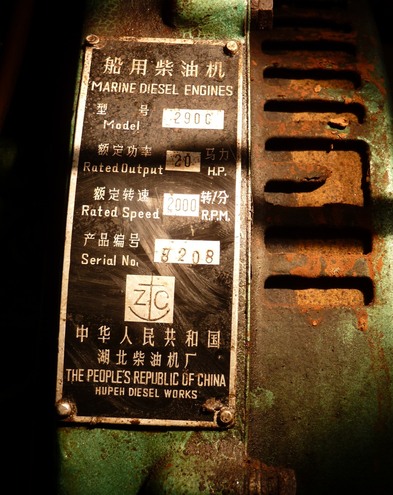 船用柴油机
MARINE DIESEL ENGINES
型 号
Model 290C
额定功率 20 马力
Rated Output H.P.
额定转速 2000 转/分
Rated Speed R.P.M.
产品编号
Serial No. 8208
ZC
中华人民共和国
湖北柴油机厂
THE PEOPLE'S REPUBLIC OF CHINA
HUPEH DIESEL WORKS